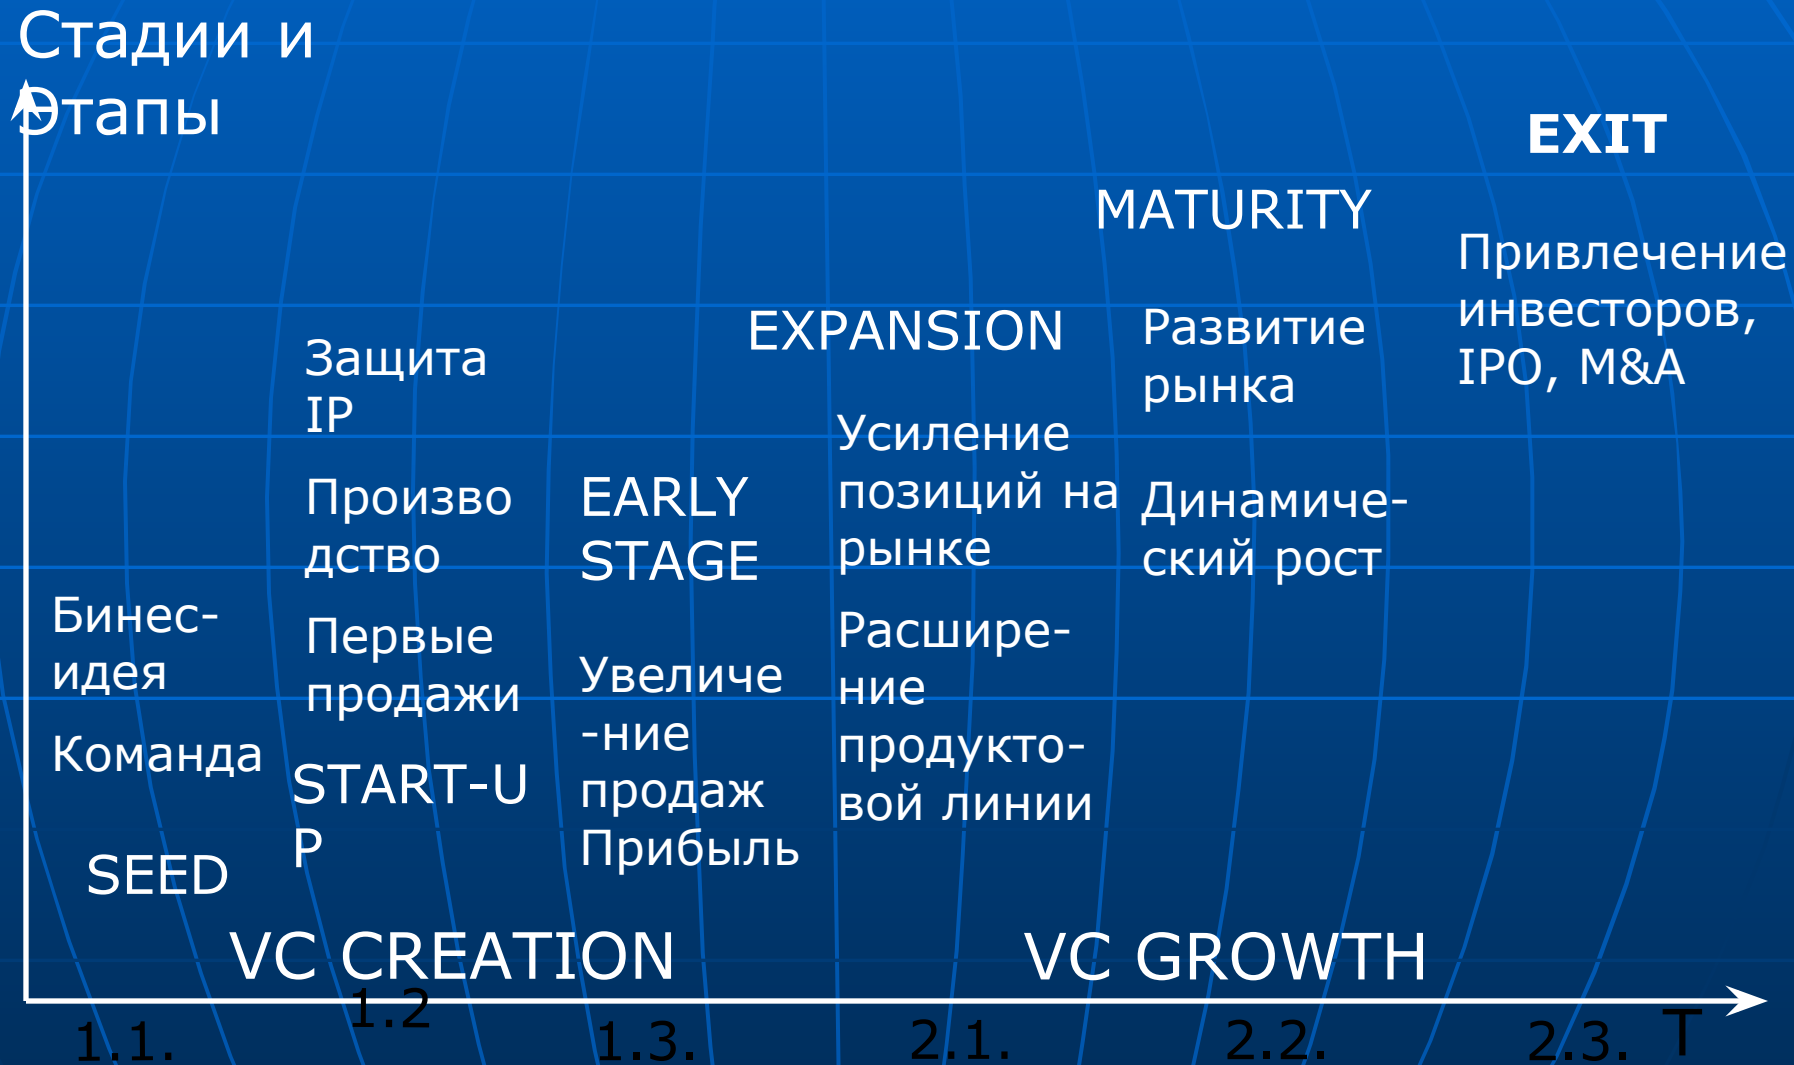 Стадии и
Этапы
EXIT
MATURITY
Привлечение
инвесторов,
IPO, M&A
EXPANSION
Развитие
рынка
Динамиче-
ский рост
Усиление
позиций на
рынке
Расшире-
ние
продукто-
вой линии
EARLY
STAGE
Увеличе
-ние
продаж
Прибыль
Защита
IP
Произво
дство
Первые
продажи
START-U
P
Бинес-
идея
Команда
SEED
VC CREATION
VC GROWTH
1.1.
1.2
1.3.
2.1.
2.2.
2.3.
T